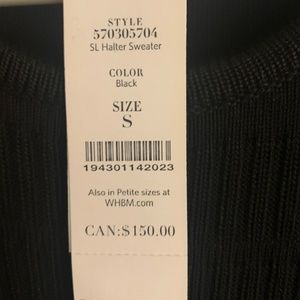 STYLE
570305704
SL Halter Sweater
COLOR
Black
SIZE
S
194301142023
Also in Petite sizes at
WHBM.com
CAN:$150.00